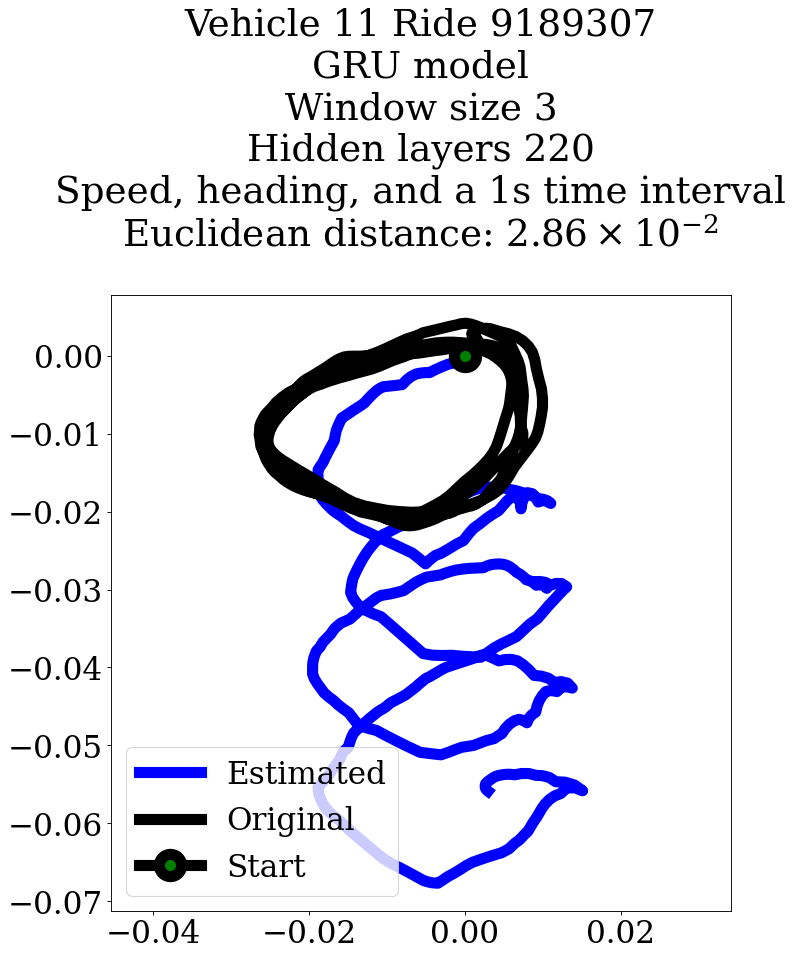 Vehicle 11 Ride 9189307
GRU model
Window size 3
Hidden layers 220
Speed, heading, and a 1s time interval
Euclidean distance: 2.86 × 10⁻²
0.00
−0.01
−0.02
−0.03
−0.04
−0.05
−0.06
−0.07
Estimated
Original
Start
−0.04 −0.02 0.00 0.02